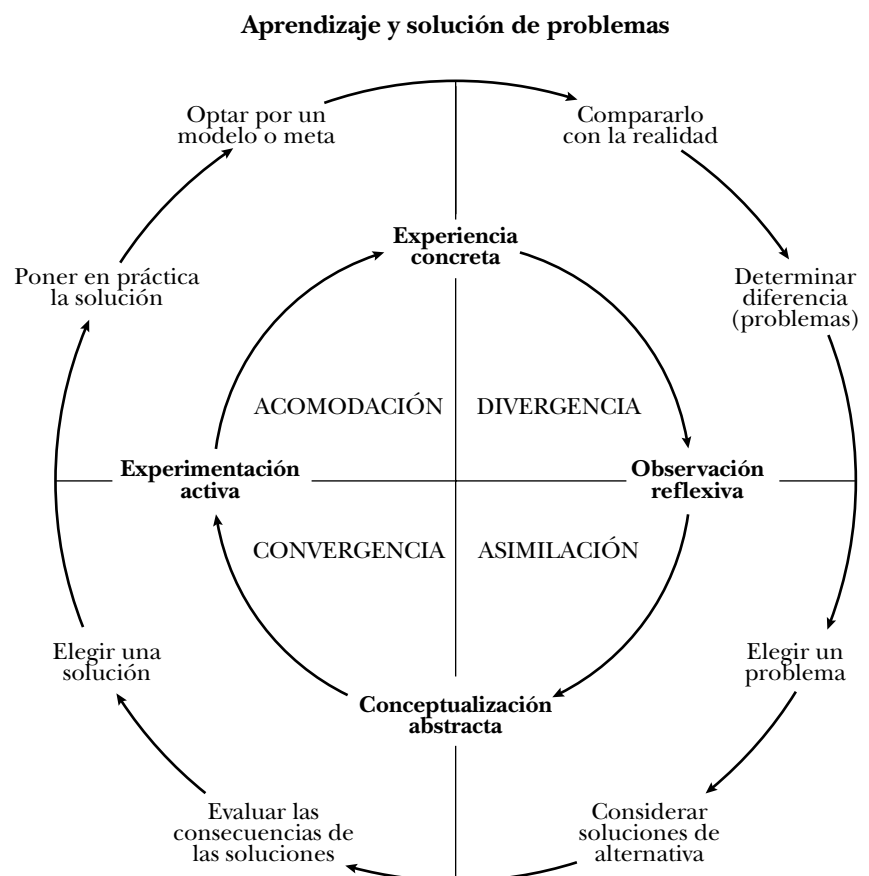 Aprendizaje y solución de problemas
Optar por un
modelo o meta
Compararlo
con la realidad
Experiencia
concreta
Poner en práctica
la solución
Determinar
diferencia
(problemas)
ACOMODACIÓN
DIVERGENCIA
Experimentación
activa
Observación
reflexiva
CONVERGENCIA
ASIMILACIÓN
Elegir una
solución
Elegir un
problema
Conceptualización
abstracta
Evaluar las
consecuencias de
las soluciones
Considerar
soluciones de
alternativa